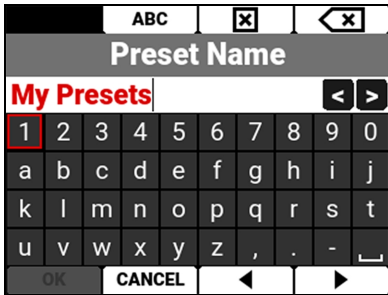 ABC
Preset Name
My Presets < >
1 2 3 4 5 6 7 8 9 0
a b c d e f g h i j
k l m n o p q r s t
u v w x y z , . -
OK CANCEL